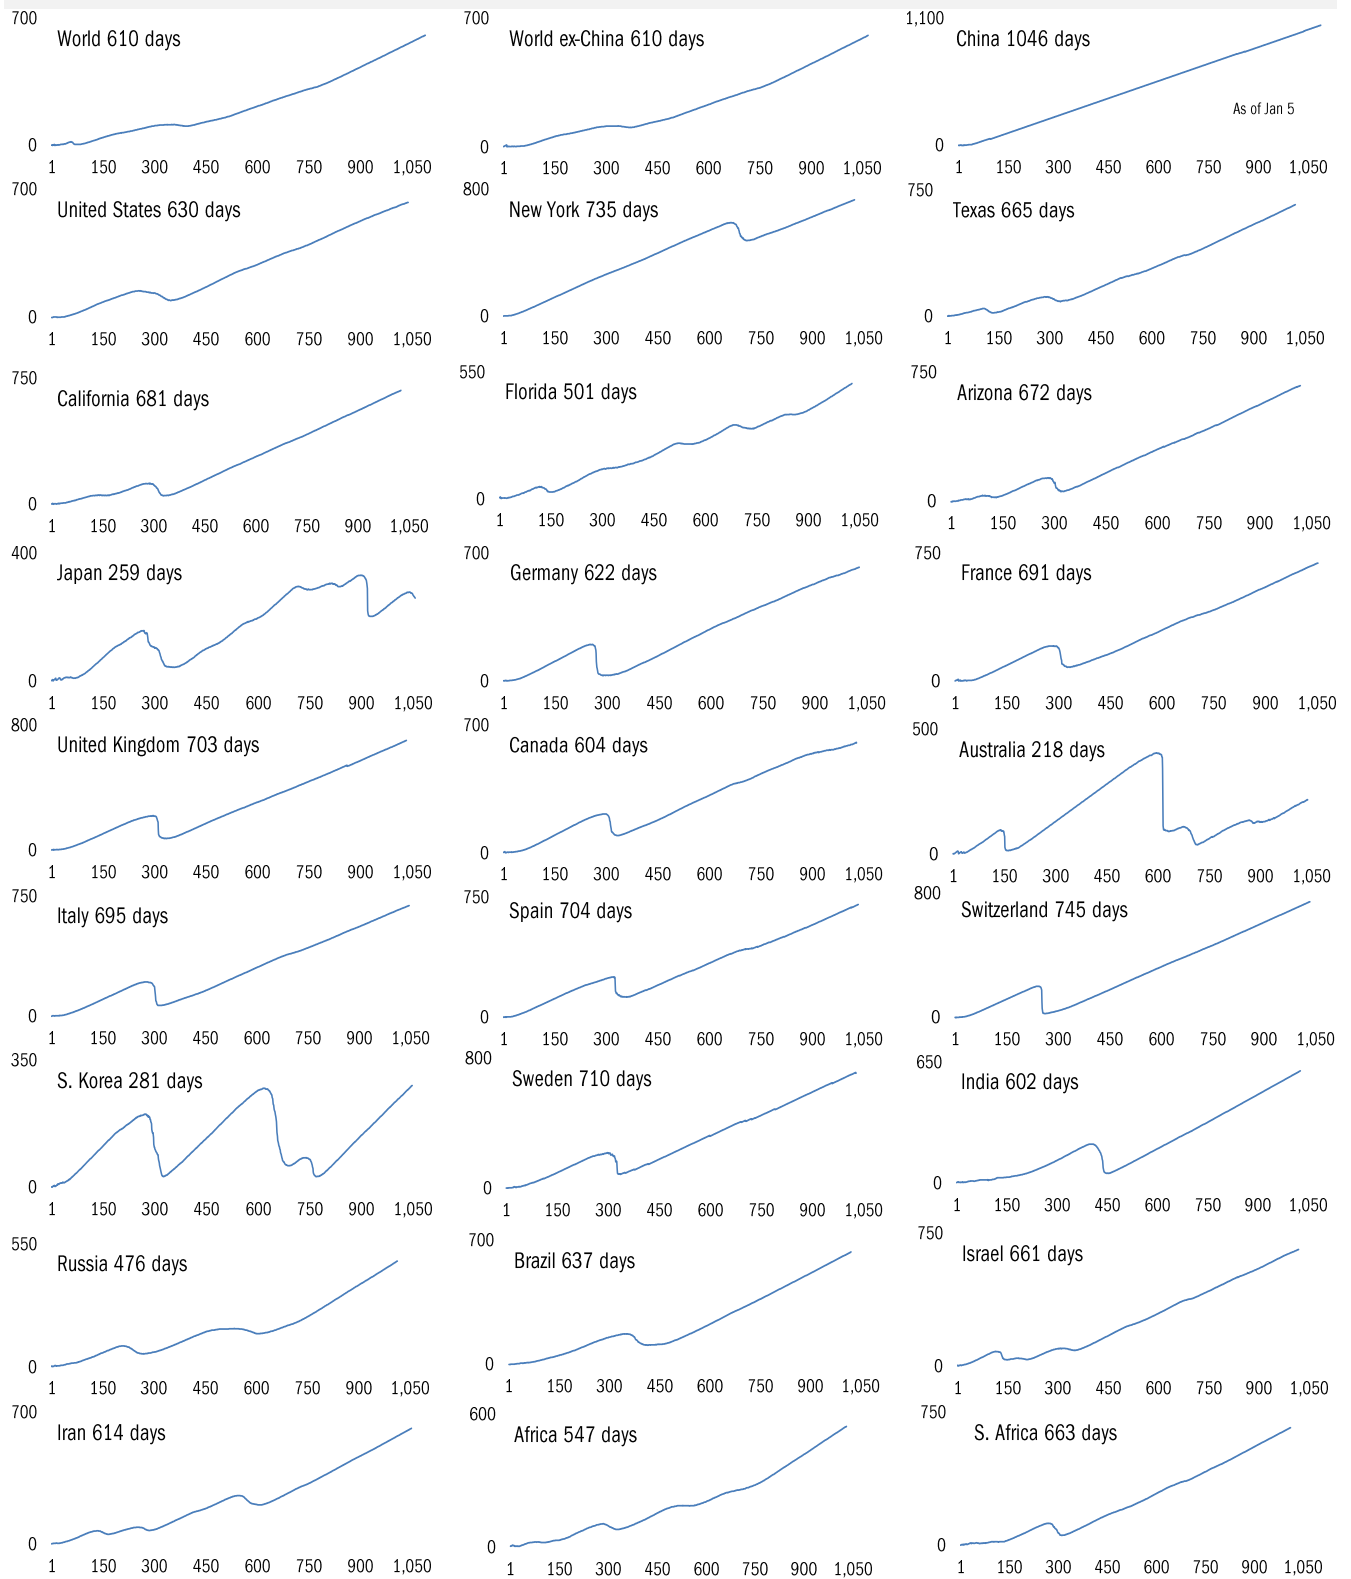 700 700 1,100
World 610 days World ex-China 610 days China 1046 days
As of Jan 5
0 0 0
1 150 300 450 600 750 900 1,050 1 150 300 450 600 750 900 1,050 1 150 300 450 600 750 900 1,050
700 800 750
United States 630 days New York 735 days Texas 665 days
0 0 0
1 150 300 450 600 750 900 1,050 1 150 300 450 600 750 900 1,050 1 150 300 450 600 750 900 1,050
750 550 750
California 681 days Florida 501 days Arizona 672 days
0 0 0
1 150 300 450 600 750 900 1,050 1 150 300 450 600 750 900 1,050 1 150 300 450 600 750 900 1,050
400 700 750
Japan 259 days Germany 622 days France 691 days
0 0 0
1 150 300 450 600 750 900 1,050 1 150 300 450 600 750 900 1,050 1 150 300 450 600 750 900 1,050
800 700 500
United Kingdom 703 days Canada 604 days Australia 218 days
0 0 0
1 150 300 450 600 750 900 1,050 1 150 300 450 600 750 900 1,050 1 150 300 450 600 750 900 1,050
750 750 800
Italy 695 days Spain 704 days Switzerland 745 days
0 0 0
1 150 300 450 600 750 900 1,050 1 150 300 450 600 750 900 1,050 1 150 300 450 600 750 900 1,050
350 800 650
S. Korea 281 days Sweden 710 days India 602 days
0 0 0
1 150 300 450 600 750 900 1,050 1 150 300 450 600 750 900 1,050 1 150 300 450 600 750 900 1,050
550 700 750
Russia 476 days Brazil 637 days Israel 661 days
0 0 0
1 150 300 450 600 750 900 1,050 1 150 300 450 600 750 900 1,050 1 150 300 450 600 750 900 1,050
700 600 750
Iran 614 days Africa 547 days S. Africa 663 days
0 0 0
1 150 300 450 600 750 900 1,050 1 150 300 450 600 750 900 1,050 1 150 300 450 600 750 900 1,050